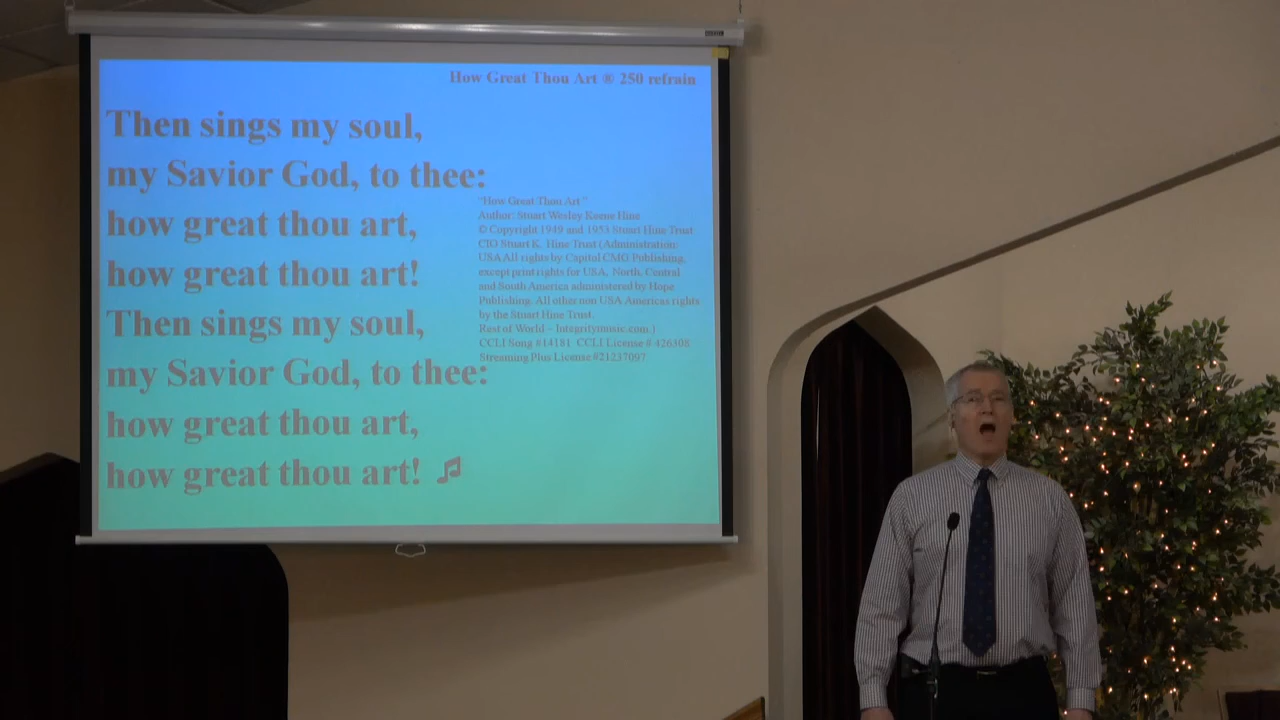 How Great Thou Art ® 250 refrain
Then sings my soul,
my Savior God, to thee:
how great thou art,
how great thou art!
Then sings my soul,
my Savior God, to thee:
how great thou art,
how great thou art! ♫
“How Great Thou Art ”
Author: Stuart Wesley Keene Hine
© Copyright 1949 and 1953 Stuart Hine Trust
CIO Stuart K. Hine Trust (Administration:
USA All rights by Capitol CMG Publishing,
except print rights for USA, North, Central
and South America administered by Hope
Publishing. All other non USA Americas rights
by the Stuart Hine Trust.
Rest of World – Integritymusic.com.)
CCLI Song #14181 CCLI License # 426308
Streaming Plus License #21237097.